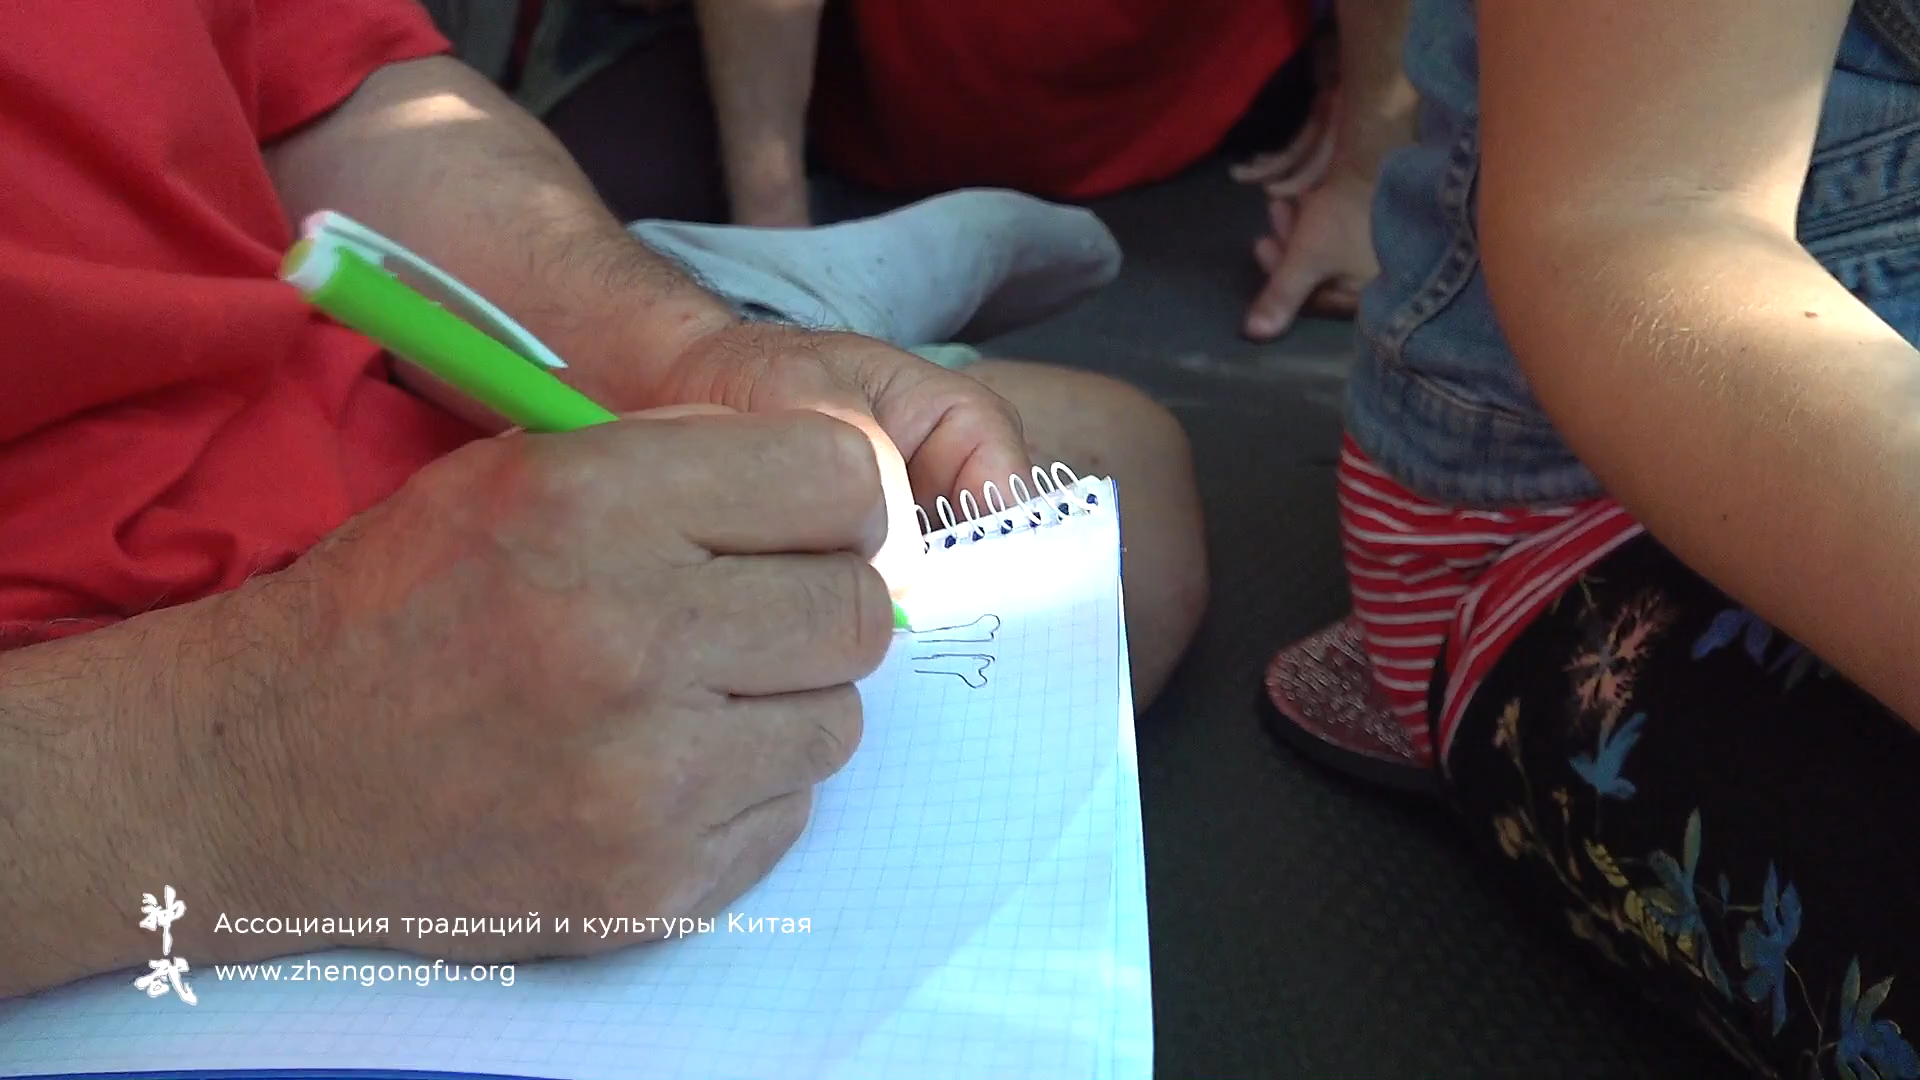 神武
Ассоциация традиций и культуры Китая
www.zhengongfu.org